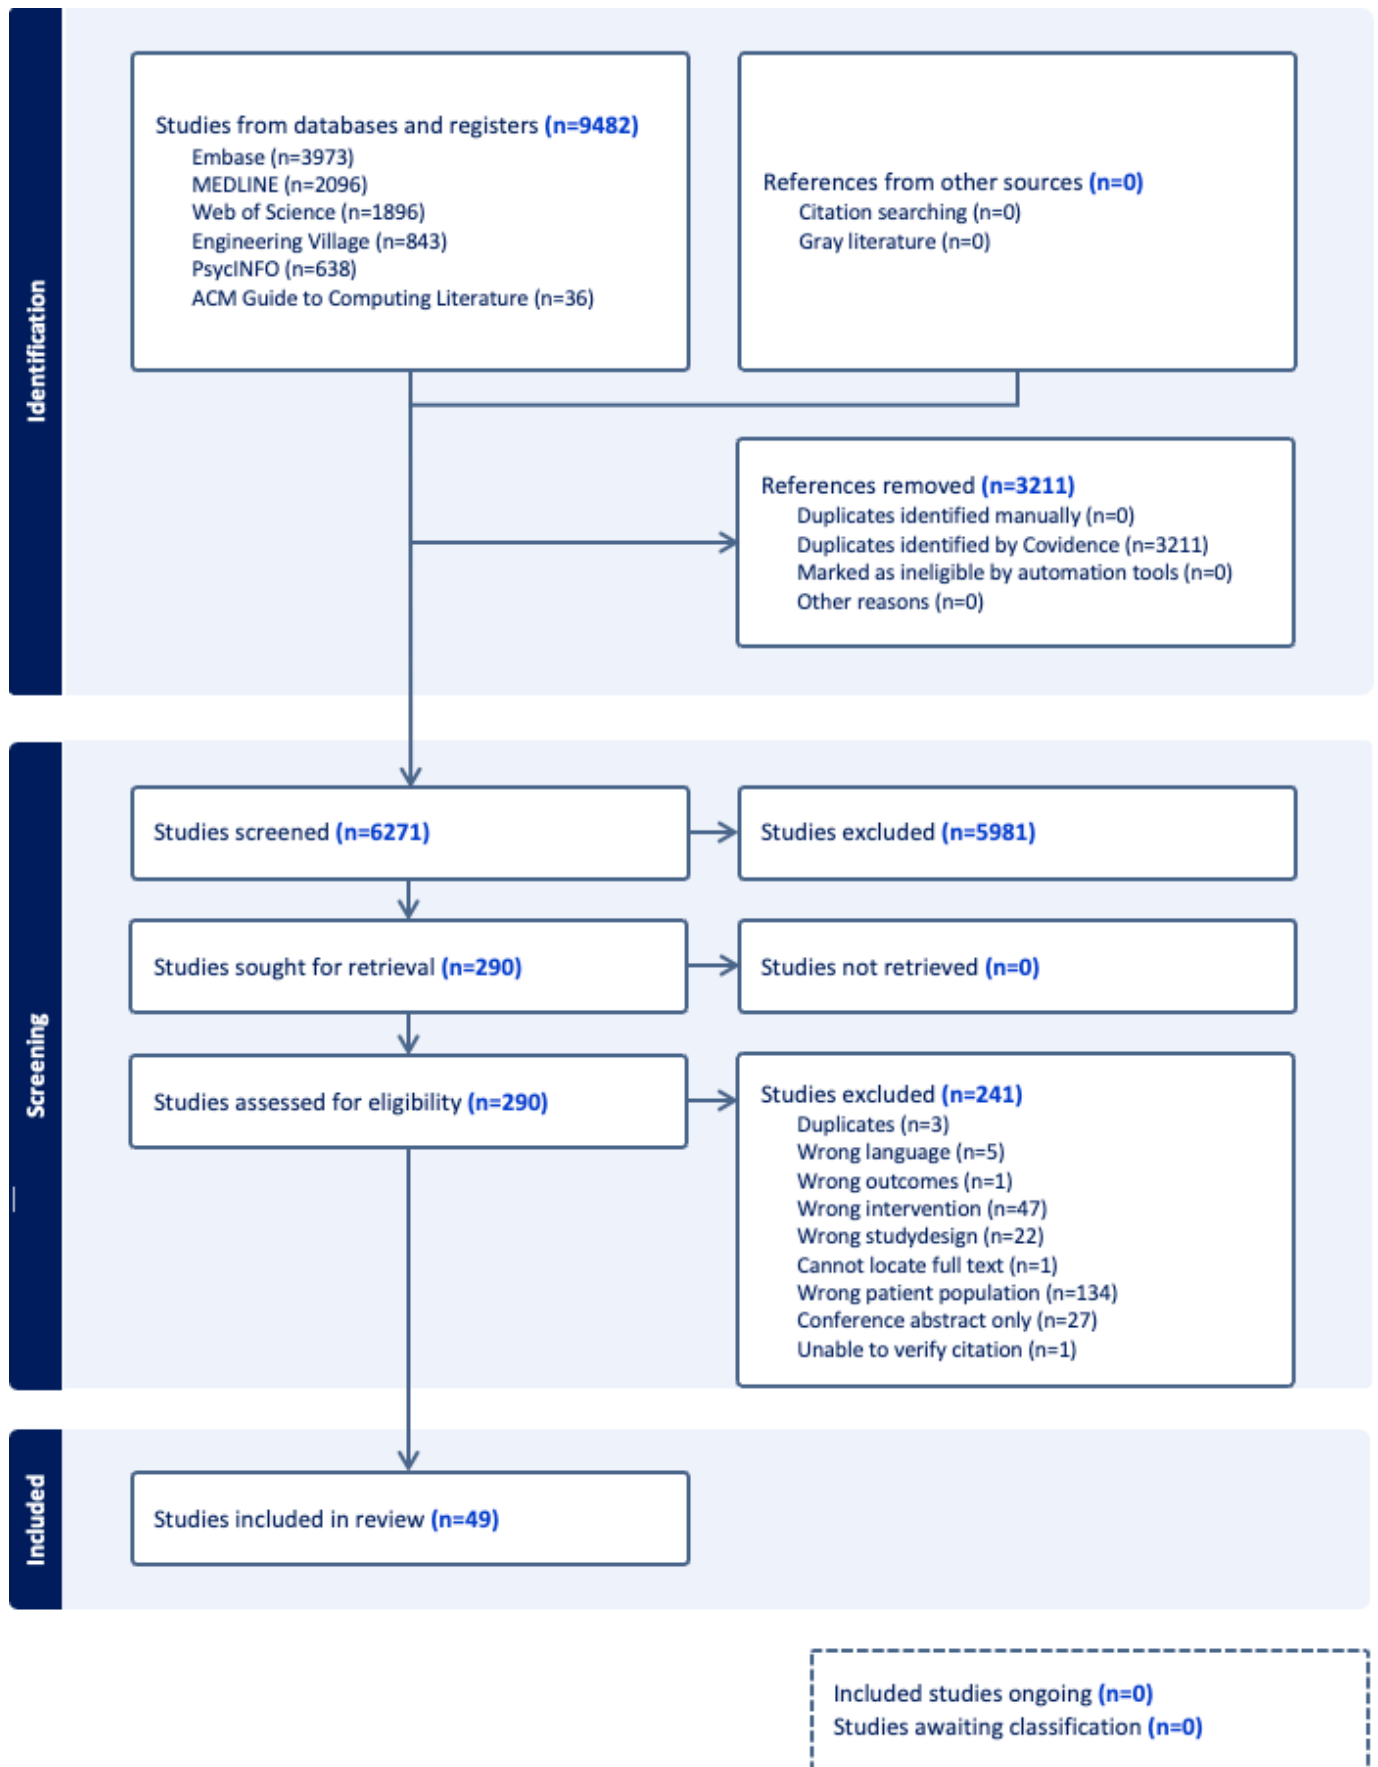 Identification
Studies from databases and registers (n=9482)
Embase (n=3973)
MEDLINE (n=2096)
Web of Science (n=1896)
Engineering Village (n=843)
PsycINFO (n=638)
ACM Guide to Computing Literature (n=36)
References from other sources (n=0)
Citation searching (n=0)
Gray literature (n=0)
References removed (n=3211)
Duplicates identified manually (n=0)
Duplicates identified by Covidence (n=3211)
Marked as ineligible by automation tools (n=0)
Other reasons (n=0)
Screening
Studies screened (n=6271)
Studies excluded (n=5981)
Studies sought for retrieval (n=290)
Studies not retrieved (n=0)
Studies assessed for eligibility (n=290)
Studies excluded (n=241)
Duplicates (n=3)
Wrong language (n=5)
Wrong outcomes (n=1)
Wrong intervention (n=47)
Wrong studydesign (n=22)
Cannot locate full text (n=1)
Wrong patient population (n=134)
Conference abstract only (n=27)
Unable to verify citation (n=1)
Included
Studies included in review (n=49)
Included studies ongoing (n=0)
Studies awaiting classification (n=0)